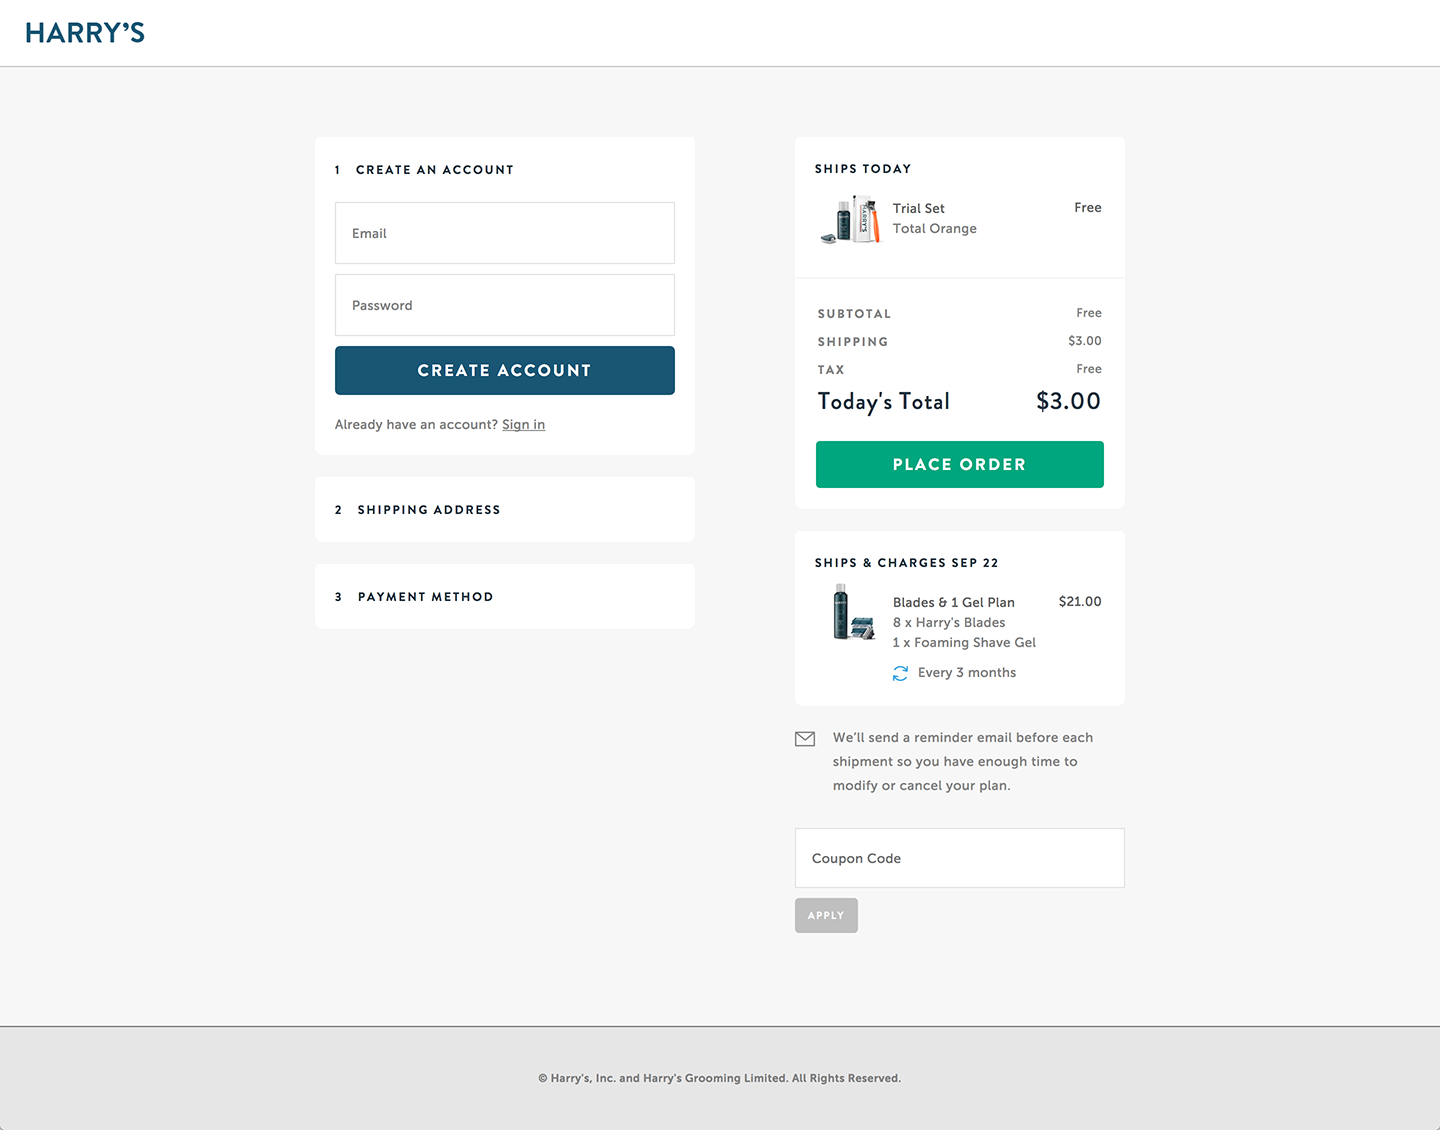 HARRY'S
1 CREATE AN ACCOUNT
Email
Password
CREATE ACCOUNT
Already have an account? Sign in
2 SHIPPING ADDRESS
3 PAYMENT METHOD
SHIPS TODAY
HARRY'S
Trial Set Free
Total Orange
SUBTOTAL Free
SHIPPING $3.00
TAX Free
Today's Total $3.00
PLACE ORDER
SHIPS & CHARGES SEP 22
HARRY'S
Blades & 1 Gel Plan $21.00
8 x Harry's Blades
1 x Foaming Shave Gel
Every 3 months
We'll send a reminder email before each
shipment so you have enough time to
modify or cancel your plan.
Coupon Code
APPLY
© Harry's, Inc. and Harry's Grooming Limited. All Rights Reserved.